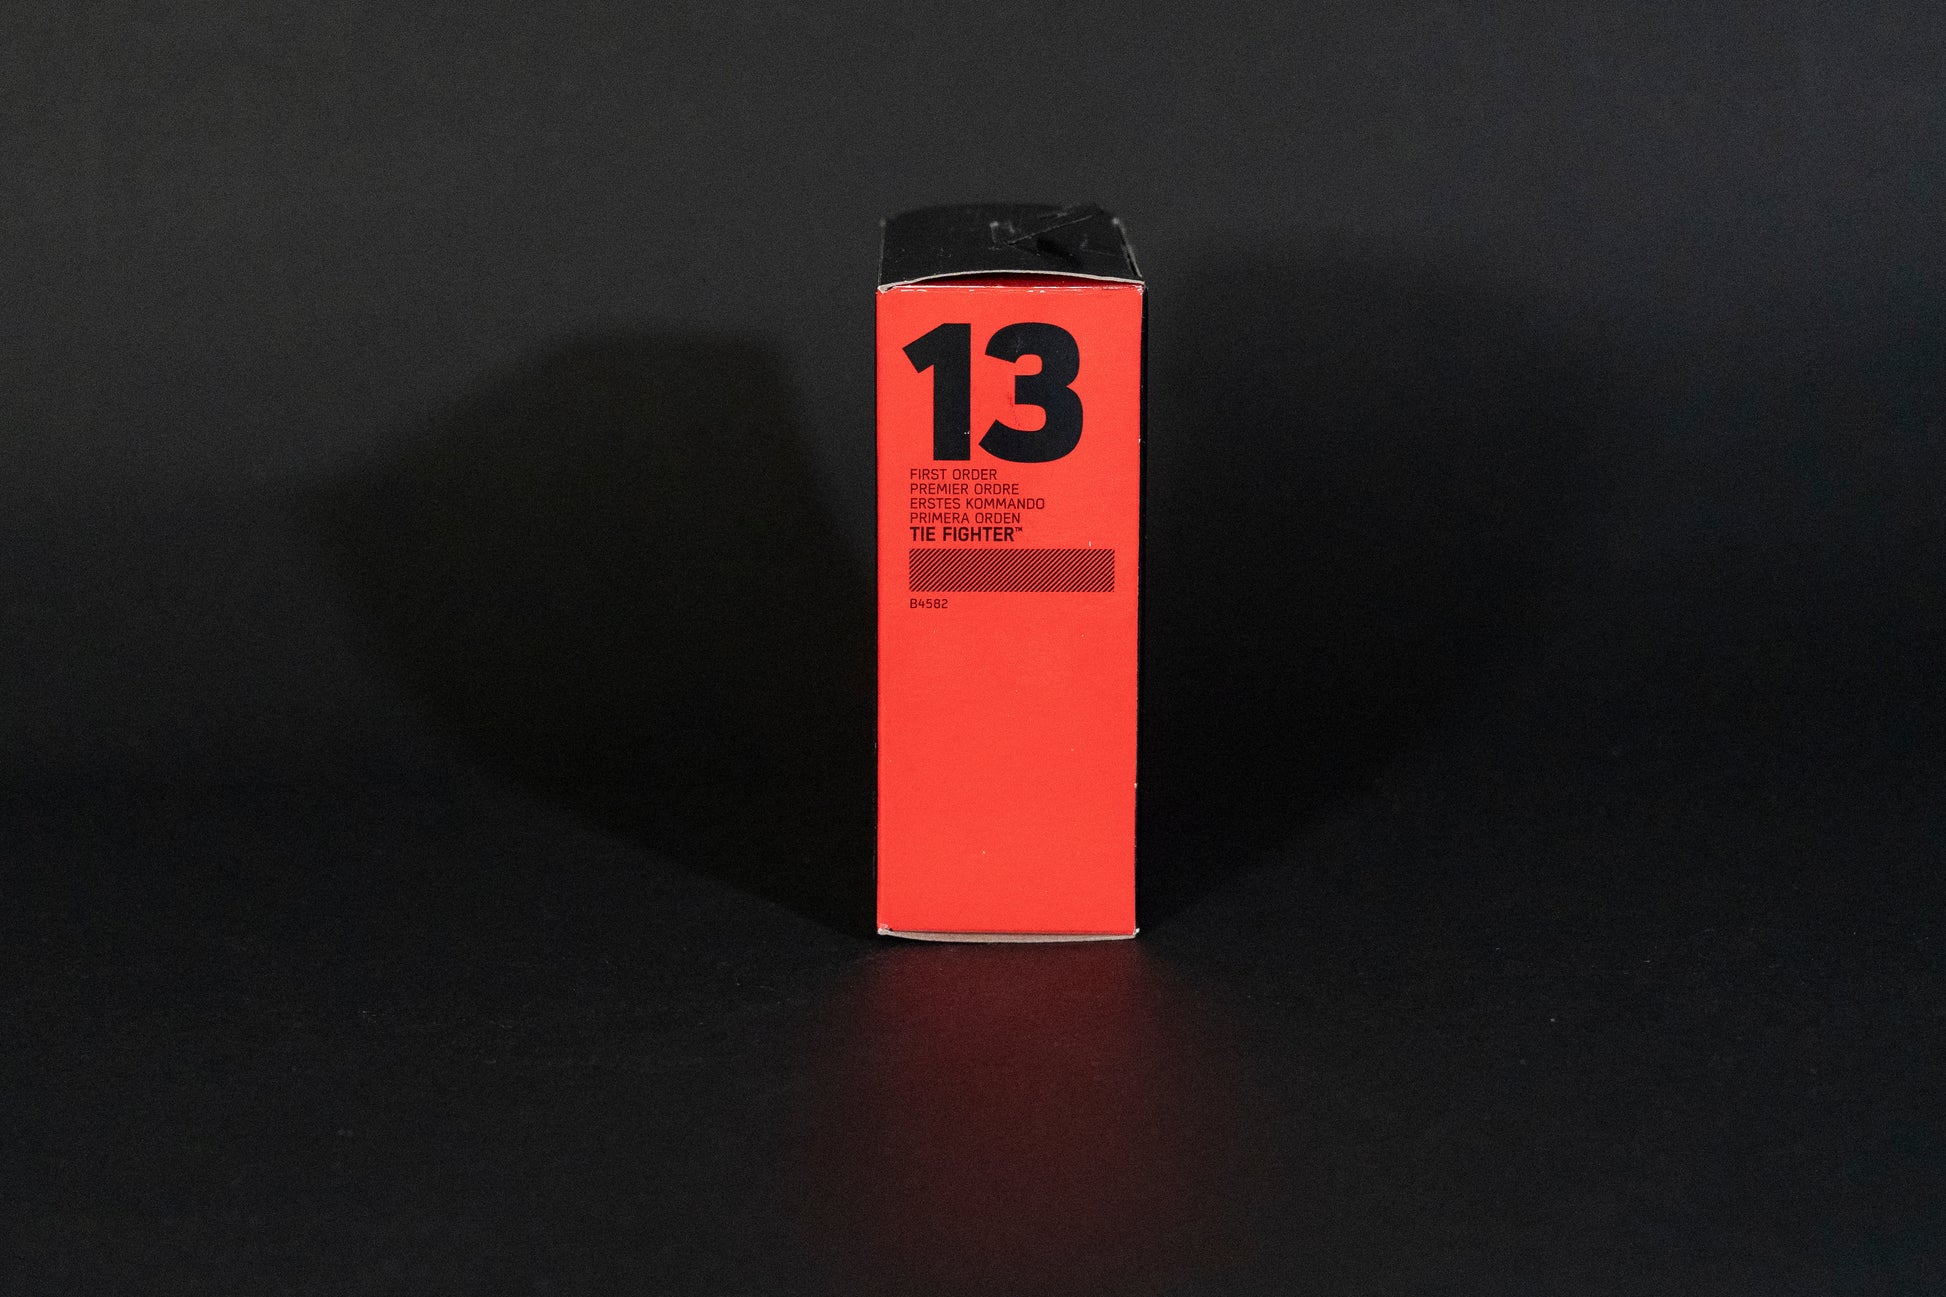 13
FIRST ORDER
PREMIER ORDRE
ERSTES KOMMANDO
PRIMERA ORDEN
TIE FIGHTER™
B4582